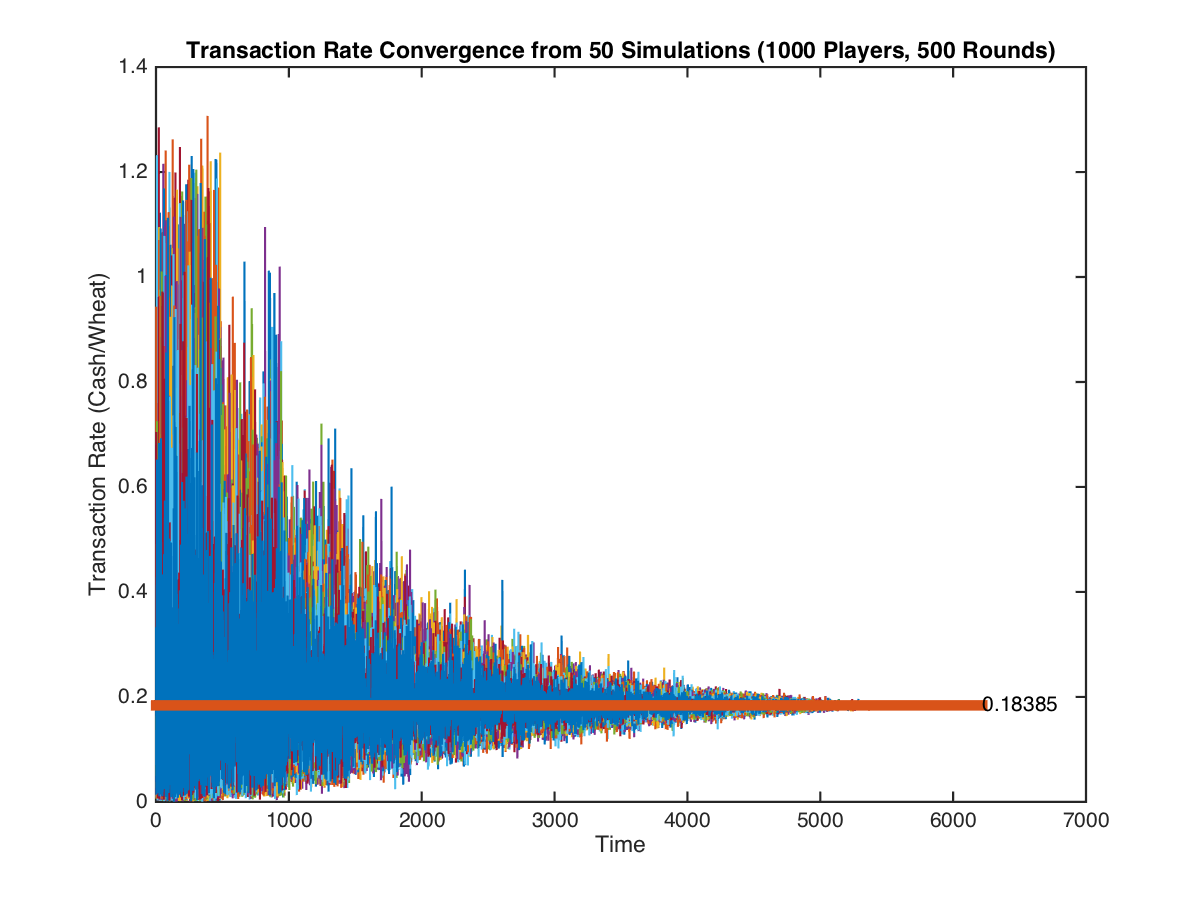 Transaction Rate Convergence from 50 Simulations (1000 Players, 500 Rounds)
1.4
1.2
1
0.8
0.6
0.4
0.2
0
Transaction Rate (Cash/Wheat)
0.18385
0 1000 2000 3000 4000 5000 6000 7000
Time